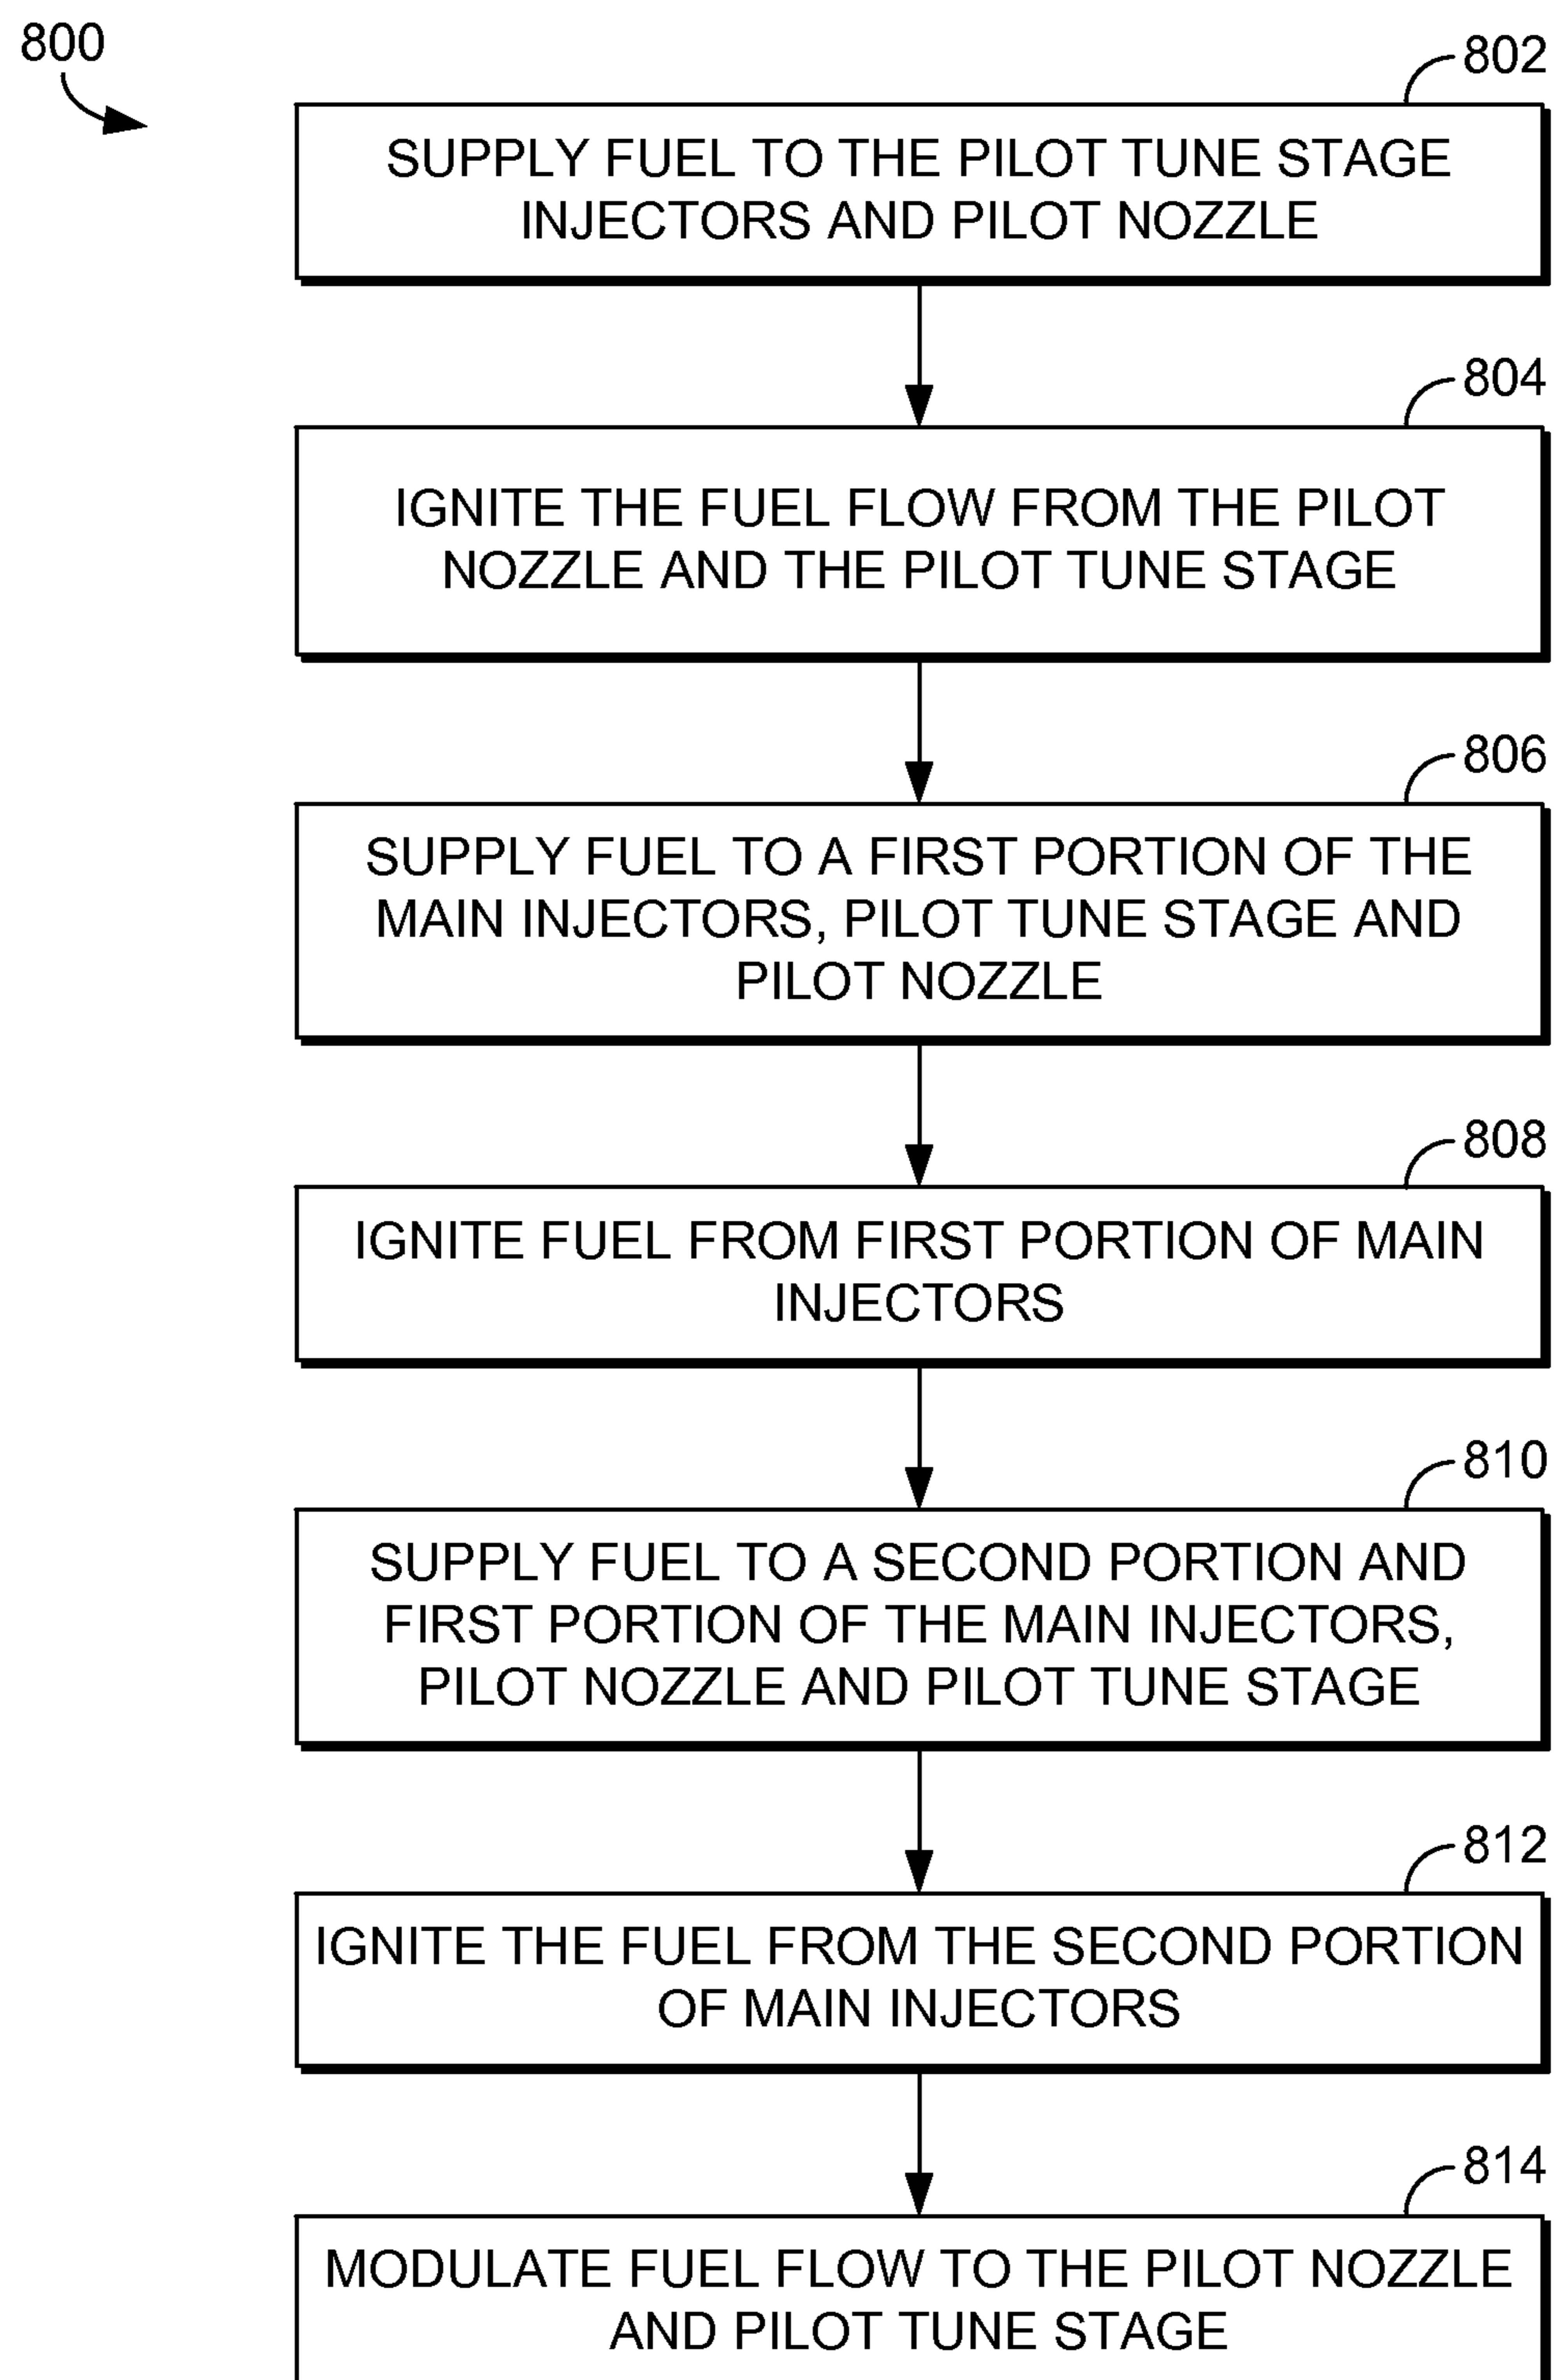 800
802
SUPPLY FUEL TO THE PILOT TUNE STAGE
INJECTORS AND PILOT NOZZLE
804
IGNITE THE FUEL FLOW FROM THE PILOT
NOZZLE AND THE PILOT TUNE STAGE
806
SUPPLY FUEL TO A FIRST PORTION OF THE
MAIN INJECTORS, PILOT TUNE STAGE AND
PILOT NOZZLE
808
IGNITE FUEL FROM FIRST PORTION OF MAIN
INJECTORS
810
SUPPLY FUEL TO A SECOND PORTION AND
FIRST PORTION OF THE MAIN INJECTORS,
PILOT NOZZLE AND PILOT TUNE STAGE
812
IGNITE THE FUEL FROM THE SECOND PORTION
OF MAIN INJECTORS
814
MODULATE FUEL FLOW TO THE PILOT NOZZLE
AND PILOT TUNE STAGE